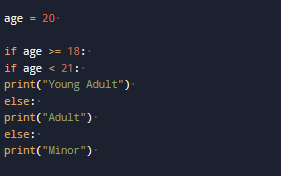 age = 20
if age >= 18:
if age < 21:
print("Young Adult")
else:
print("Adult")
else:
print("Minor")